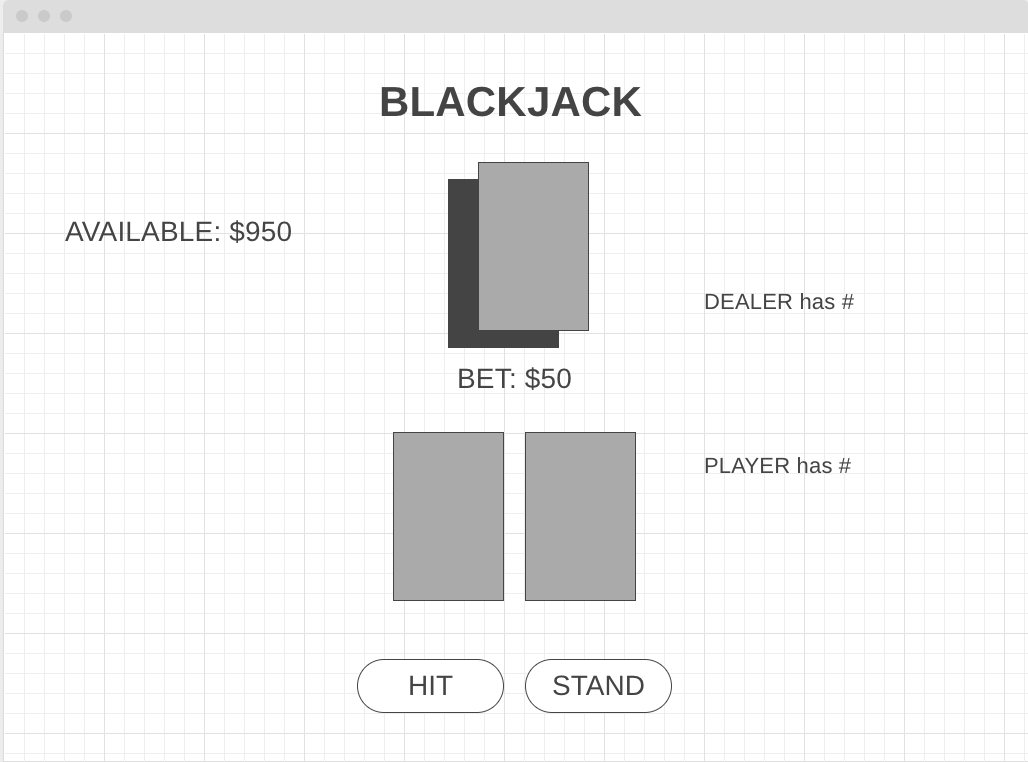 BLACKJACK
AVAILABLE: $950
DEALER has #
BET: $50
PLAYER has #
HIT
STAND